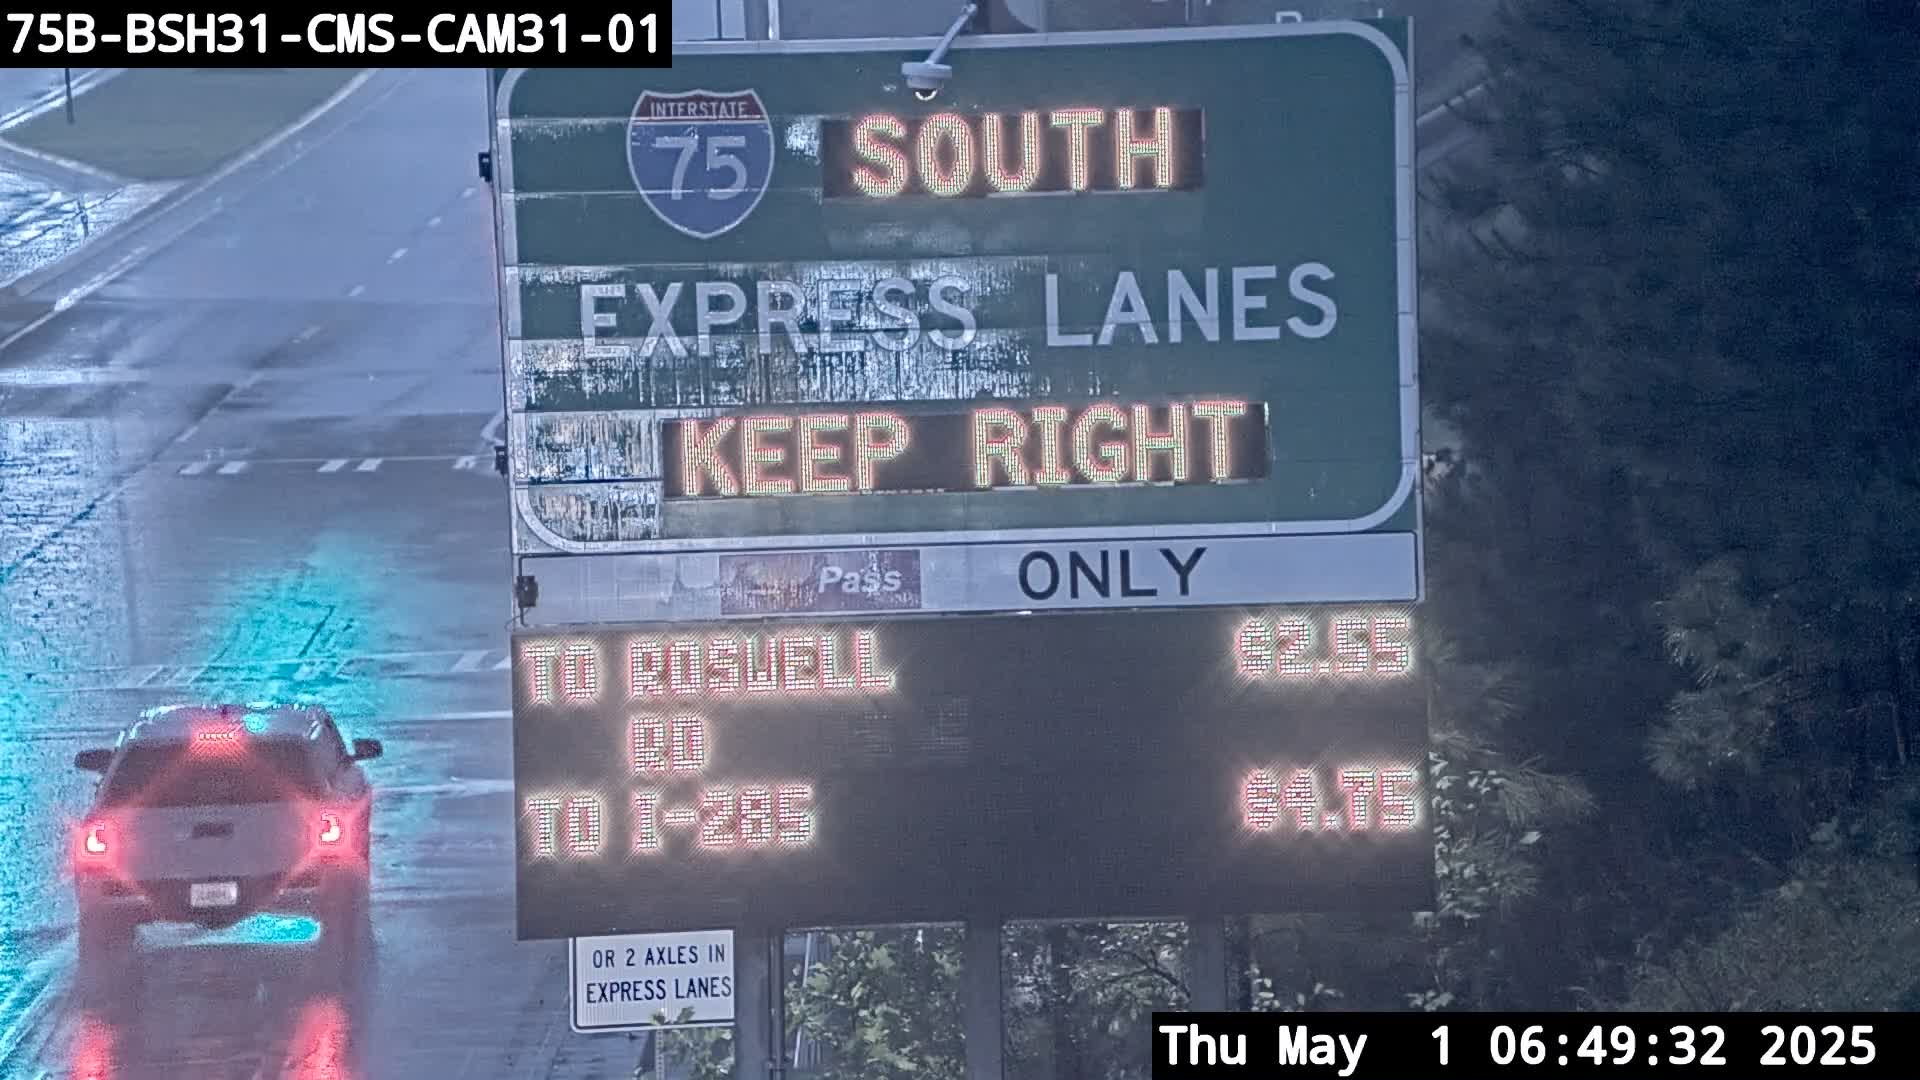 75B-BSH31-CMS-CAM31-01
INTERSTATE
75
SOUTH
EXPRESS LANES
KEEP RIGHT
Pass ONLY
TO ROSWELL $2.55
RD
TO I-285 $4.75
OR 2 AXLES IN
EXPRESS LANES
Thu May 1 06:49:32 2025